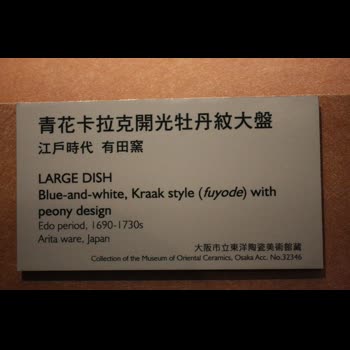 青花卡拉克開光牡丹紋大盤
江戶時代 有田窯
LARGE DISH
Blue-and-white, Kraak style (fuyode) with
peony design
Edo period, 1690-1730s
Arita ware, Japan
大阪市立東洋陶瓷美術館藏
Collection of the Museum of Oriental Ceramics, Osaka Acc. No.32346